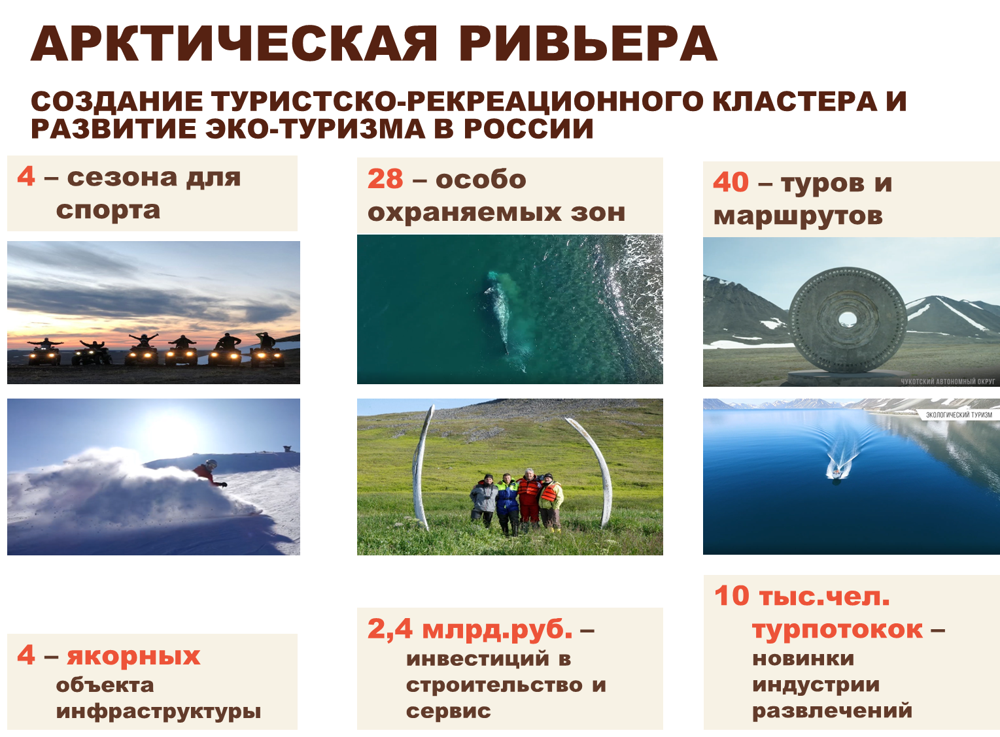 АРКТИЧЕСКАЯ РИВЬЕРА
СОЗДАНИЕ ТУРИСТСКО-РЕКРЕАЦИОННОГО КЛАСТЕРА И
РАЗВИТИЕ ЭКО-ТУРИЗМА В РОССИИ
4 – сезона для
спорта
28 – особо
охраняемых зон
40 – туров и
маршрутов
ЧУКОТСКИЙ АВТОНОМНЫЙ ОКРУГ
ЭКОЛОГИЧЕСКИЙ ТУРИЗМ
4 – якорных
объекта
инфраструктуры
2,4 млрд.руб. –
инвестиций в
строительство и
сервис
10 тыс.чел.
турпотокок –
новинки
индустрии
развлечений